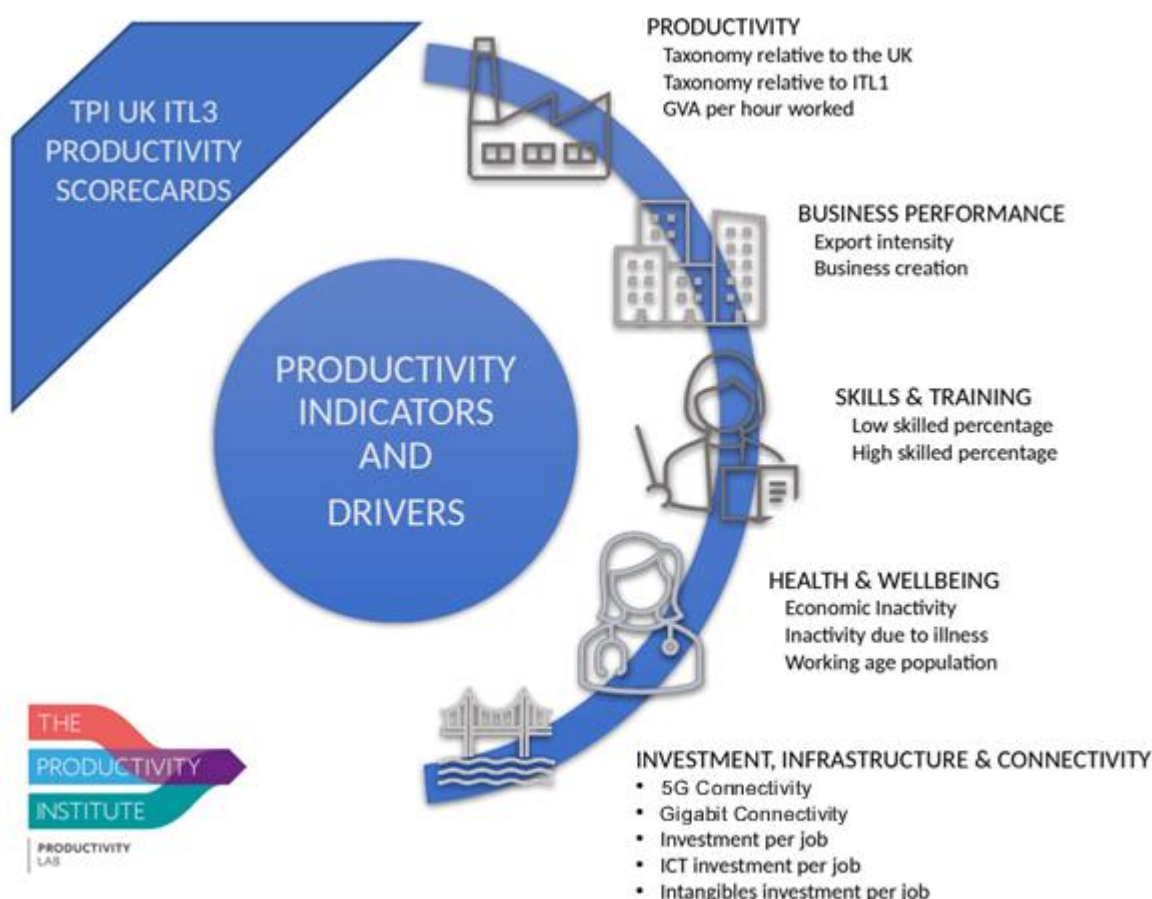 TPI UK ITL3
PRODUCTIVITY
SCORECARDS
PRODUCTIVITY
Taxonomy relative to the UK
Taxonomy relative to ITL1
GVA per hour worked
BUSINESS PERFORMANCE
Export intensity
Business creation
PRODUCTIVITY
INDICATORS
AND
DRIVERS
SKILLS & TRAINING
Low skilled percentage
High skilled percentage
HEALTH & WELLBEING
Economic Inactivity
Inactivity due to illness
Working age population
INVESTMENT, INFRASTRUCTURE & CONNECTIVITY
• 5G Connectivity
• Gigabit Connectivity
• Investment per job
• ICT investment per job
• Intangibles investment per job
THE
PRODUCTIVITY
INSTITUTE
PRODUCTIVITY
LAB